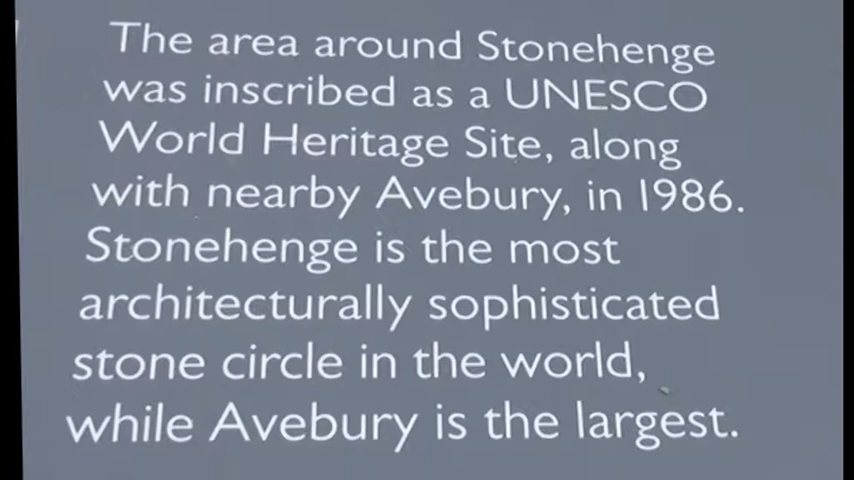 The area around Stonehenge
was inscribed as a UNESCO
World Heritage Site, along
with nearby Avebury, in 1986.
Stonehenge is the most
architecturally sophisticated
stone circle in the world,
while Avebury is the largest.